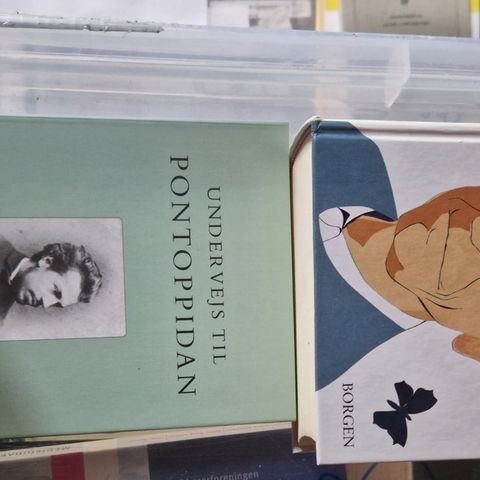 UNDERVEJS TIL
PONTOPPIDAN
BORGEN